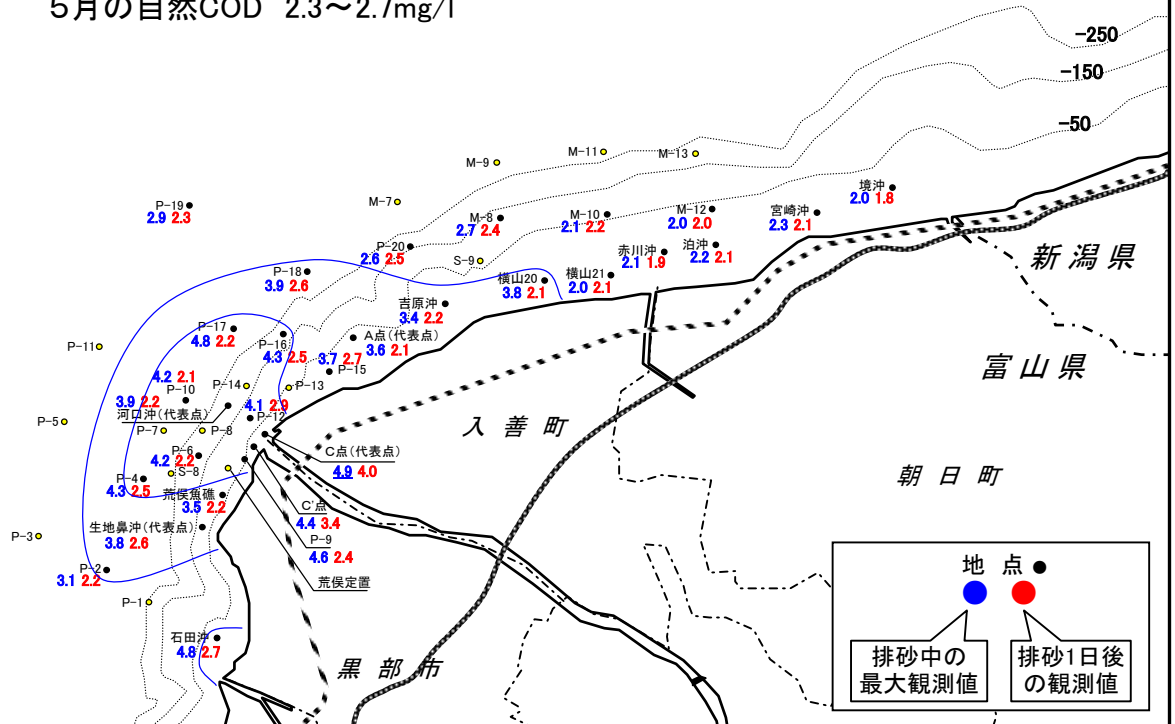 5月の自然COD 2.3～2.7mg/l
-250
-150
-50
M-11
M-13
M-9
境沖
2.0 1.8
M-7
P-19
2.9 2.3
M-8
2.7 2.4
M-10
2.1 2.2
M-12
2.0 2.0
宮崎沖
2.3 2.1
P-20
2.6 2.5
赤川沖
2.1 1.9
泊沖
2.2 2.1
新潟県
S-9
P-18
3.9 2.6
横山20
3.8 2.1
横山21
2.0 2.1
吉原沖
3.4 2.2
P-17
4.8 2.2
P-16
4.3 2.5
A点(代表点)
3.6 2.1
P-11
3.7 2.7
P-15
富山県
4.2 2.1
P-10
P-14
P-13
3.9 2.2
河口沖(代表点)
4.1 2.9
P-12
P-5
P-7
P-8
入善町
C点(代表点)
4.9 4.0
P-6
4.2 2.2
S-8
朝日町
P-4
4.3 2.5
荒俣魚礁
3.5 2.2
C'点
4.4 3.4
生地鼻沖(代表点)
3.8 2.6
P-3
P-9
4.6 2.4
P-2
3.1 2.2
荒俣定置
P-1
石田沖
4.8 2.7
黒部市
地点
排砂中の
最大観測値
排砂1日後
の観測値